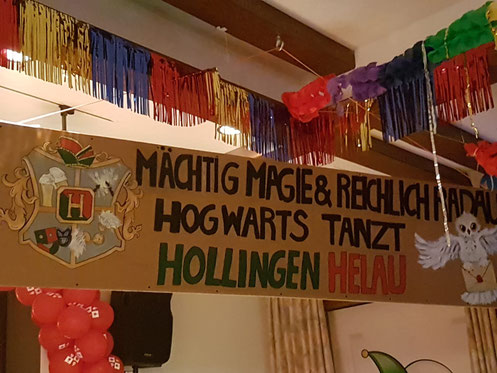 MÄCHTIG MAGIE & REICHLICH RADAU
HOGWARTS TANZT
HOLLINGEN HELAU
H